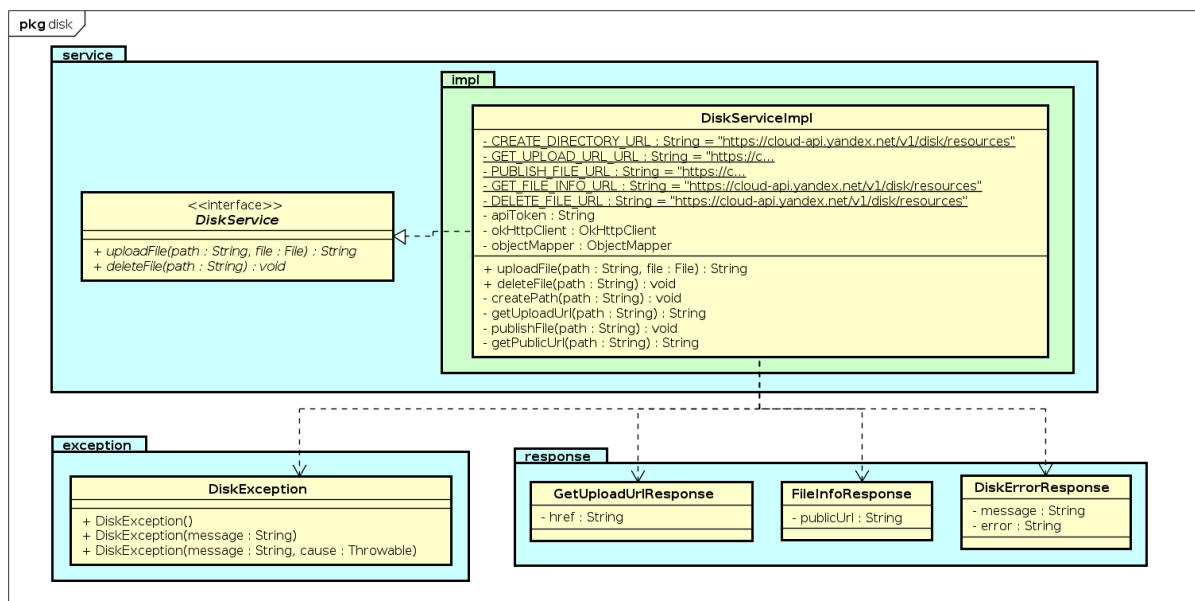 pkg disk
service
impl
DiskServiceImpl
- CREATE_DIRECTORY_URL : String = "https://cloud-api.yandex.net/v1/disk/resources"
- GET_UPLOAD_URL_URL : String = "https://c...
- PUBLISH_FILE_URL : String = "https://c...
- GET_FILE_INFO_URL : String = "https://cloud-api.yandex.net/v1/disk/resources"
- DELETE_FILE_URL : String = "https://cloud-api.yandex.net/v1/disk/resources"
- apiToken : String
- okHttpClient : OkHttpClient
- objectMapper : ObjectMapper
+ uploadFile(path : String, file : File) : String
+ deleteFile(path : String) : void
- createPath(path : String) : void
- getUploadUrl(path : String) : String
- publishFile(path : String) : void
- getPublicUrl(path : String) : String
<<interface>>
DiskService
+ uploadFile(path : String, file : File) : String
+ deleteFile(path : String) : void
exception
DiskException
+ DiskException()
+ DiskException(message : String)
+ DiskException(message : String, cause : Throwable)
response
GetUploadUrlResponse
- href : String
FileInfoResponse
- publicUrl : String
DiskErrorResponse
- message : String
- error : String